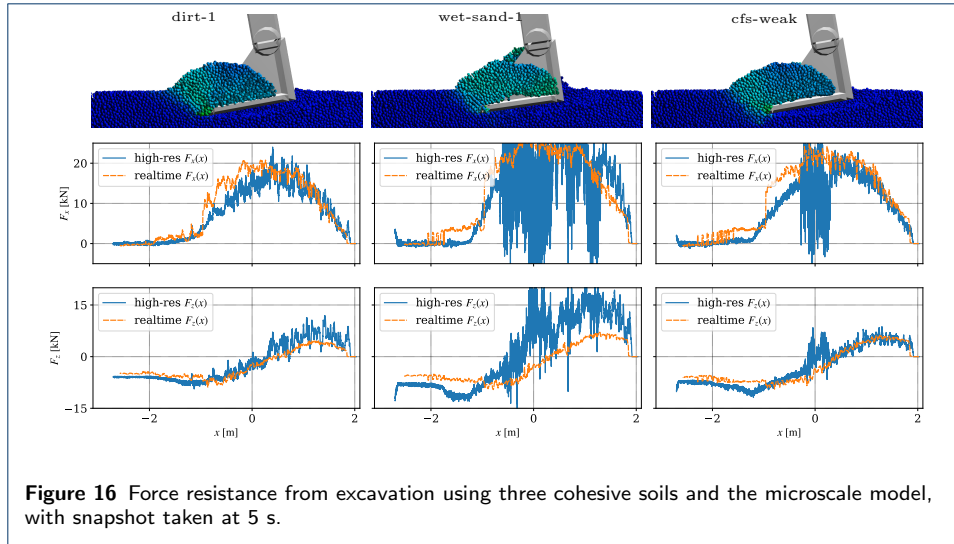 dirt-1 wet-sand-1 cfs-weak
high-res Fx(x)
realtime Fx(x)
high-res Fx(x)
realtime Fx(x)
high-res Fx(x)
realtime Fx(x)
Fx [kN]
20
10
0
high-res Fz(x)
realtime Fz(x)
high-res Fz(x)
realtime Fz(x)
high-res Fz(x)
realtime Fz(x)
Fz [kN]
15
0
−15
−2 0 2 −2 0 2 −2 0 2
x [m] x [m] x [m]
Figure 16 Force resistance from excavation using three cohesive soils and the microscale model,
with snapshot taken at 5 s.